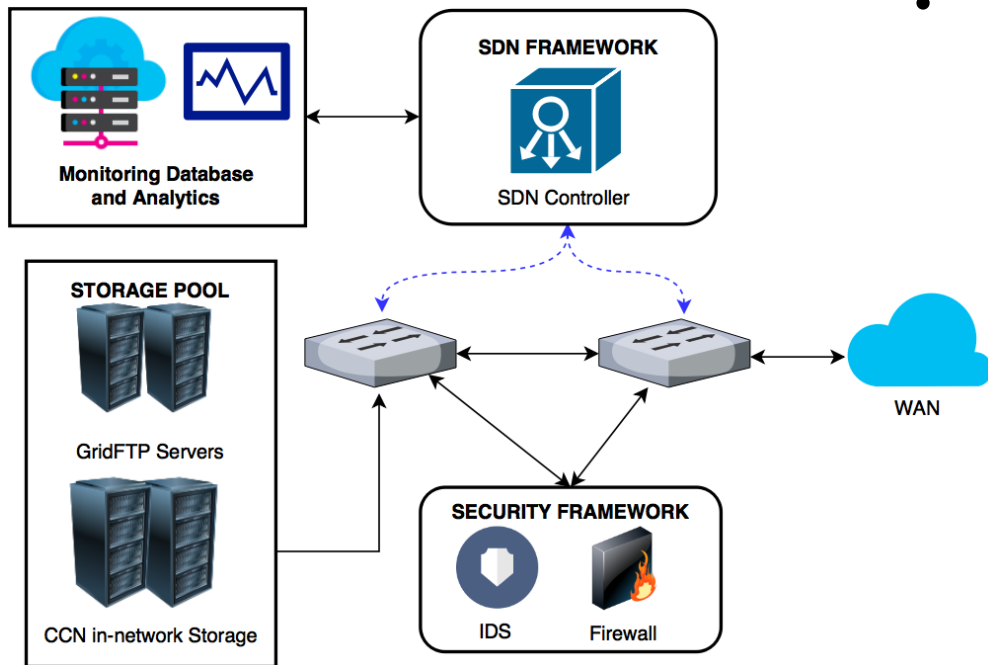 SDN FRAMEWORK
SDN Controller
Monitoring Database
and Analytics
STORAGE POOL
GridFTP Servers
CCN in-network Storage
WAN
SECURITY FRAMEWORK
IDS
Firewall